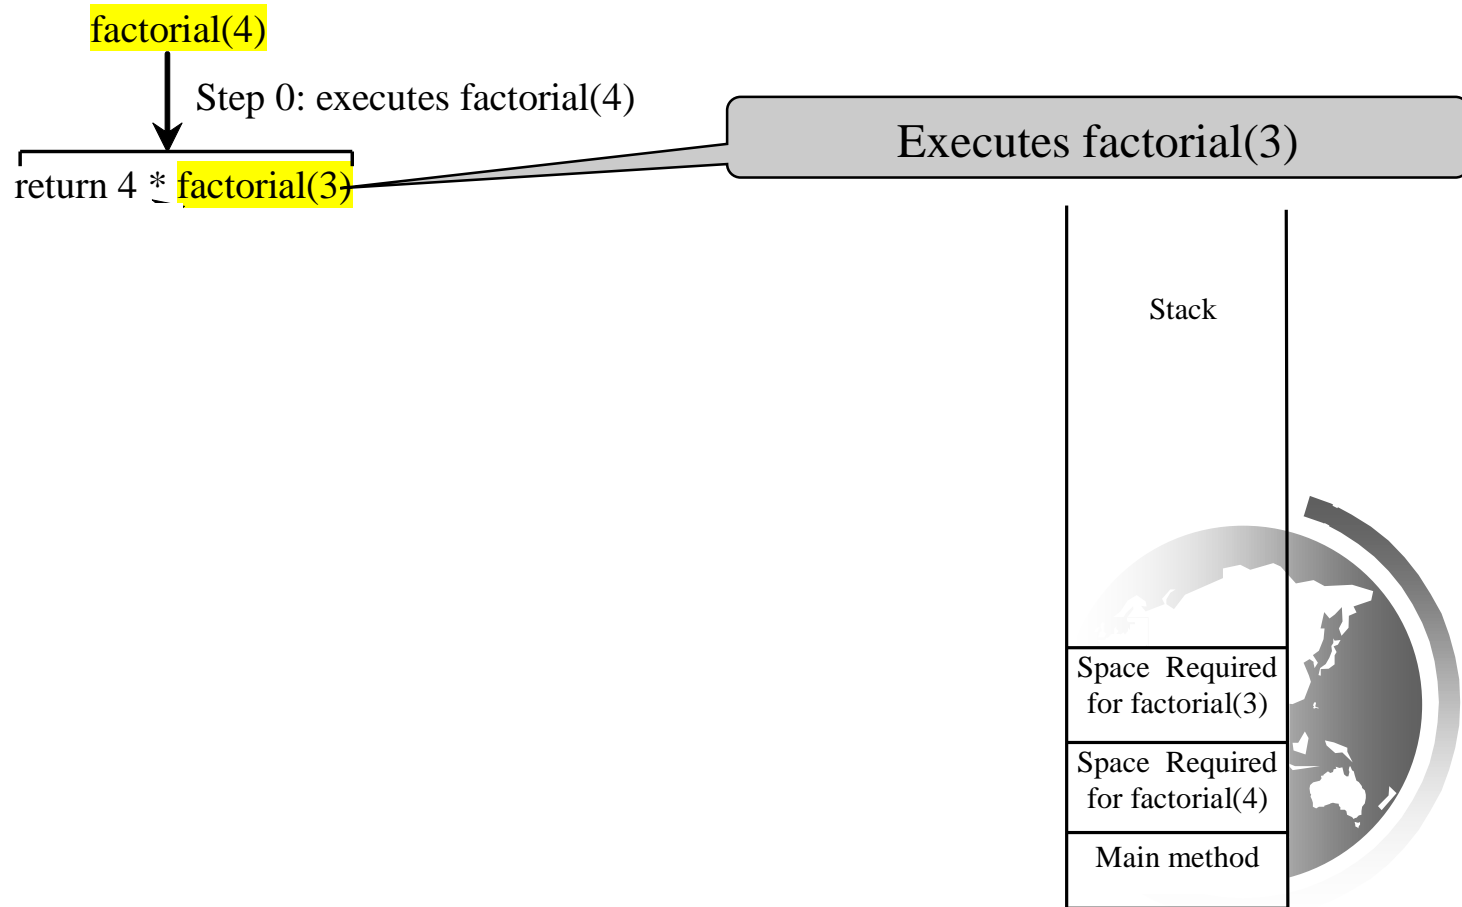 factorial(4)
Step 0: executes factorial(4)
Executes factorial(3)
return 4 * factorial(3)
Stack
Space Required
for factorial(3)
Space Required
for factorial(4)
Main method